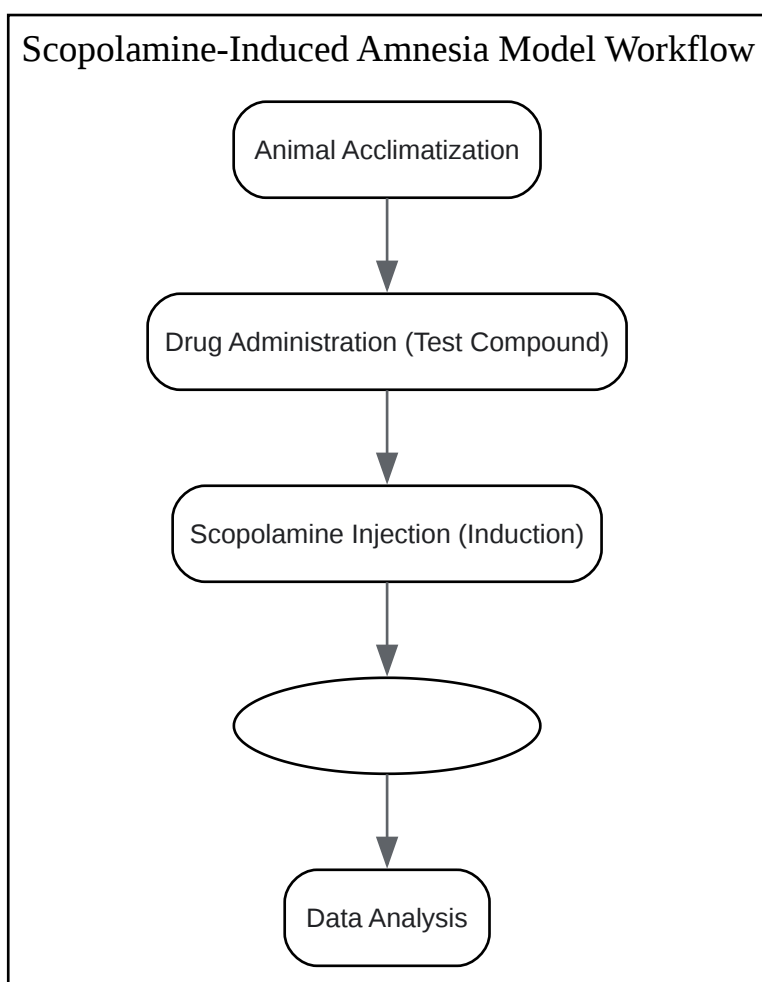 Scopolamine-Induced Amnesia Model Workflow
Animal Acclimatization
Drug Administration (Test Compound)
Scopolamine Injection (Induction)
Data Analysis